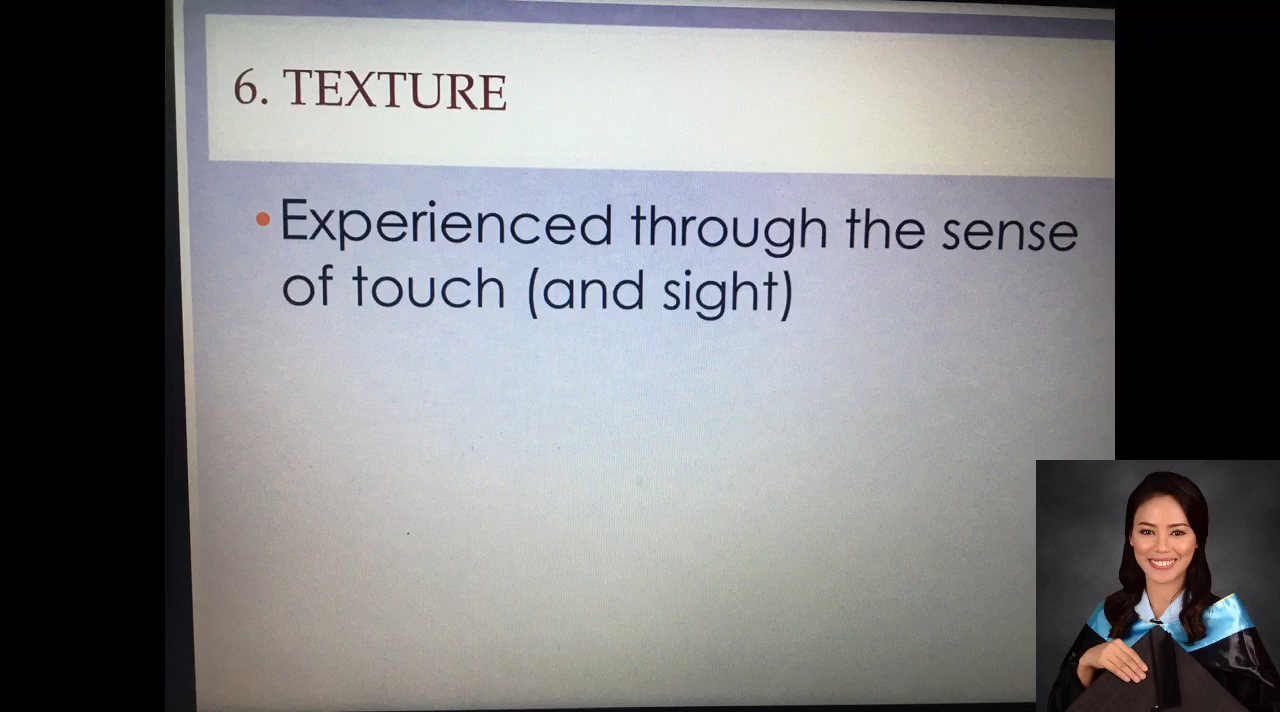 6. TEXTURE
•Experienced through the sense
of touch (and sight)